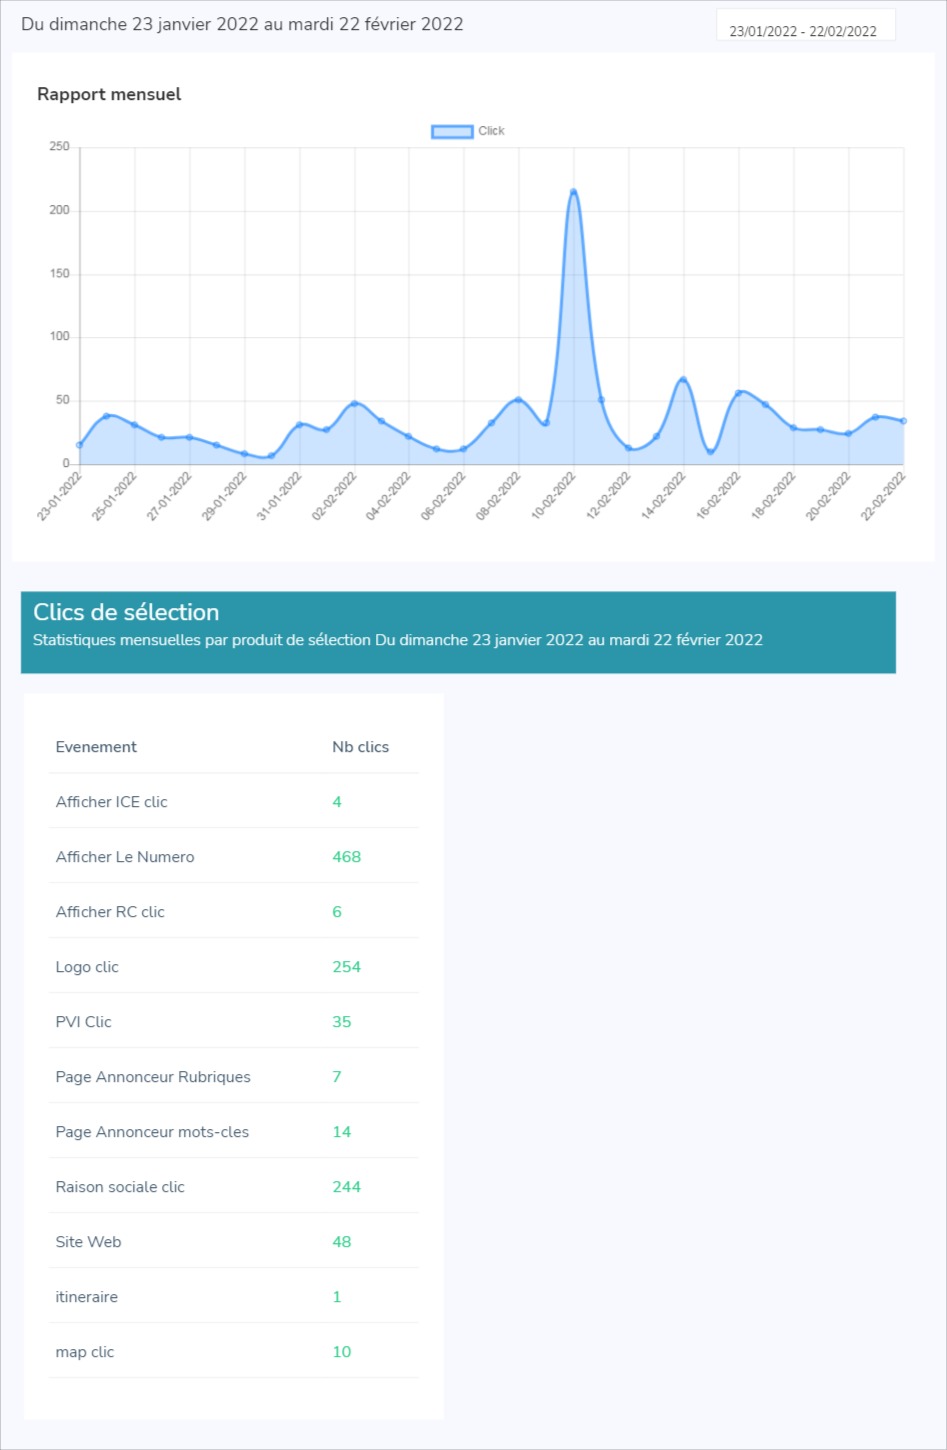 Du dimanche 23 janvier 2022 au mardi 22 février 2022
23/01/2022 - 22/02/2022
Rapport mensuel
Click
250
200
150
100
50
0
23-01-2022
25-01-2022
27-01-2022
29-01-2022
31-01-2022
02-02-2022
04-02-2022
06-02-2022
08-02-2022
10-02-2022
12-02-2022
14-02-2022
16-02-2022
18-02-2022
20-02-2022
22-02-2022
Clics de sélection
Statistiques mensuelles par produit de sélection Du dimanche 23 janvier 2022 au mardi 22 février 2022
Evenement Nb clics
Afficher ICE clic 4
Afficher Le Numero 468
Afficher RC clic 6
Logo clic 254
PVI Clic 35
Page Annonceur Rubriques 7
Page Annonceur mots-cles 14
Raison sociale clic 244
Site Web 48
itineraire 1
map clic 10